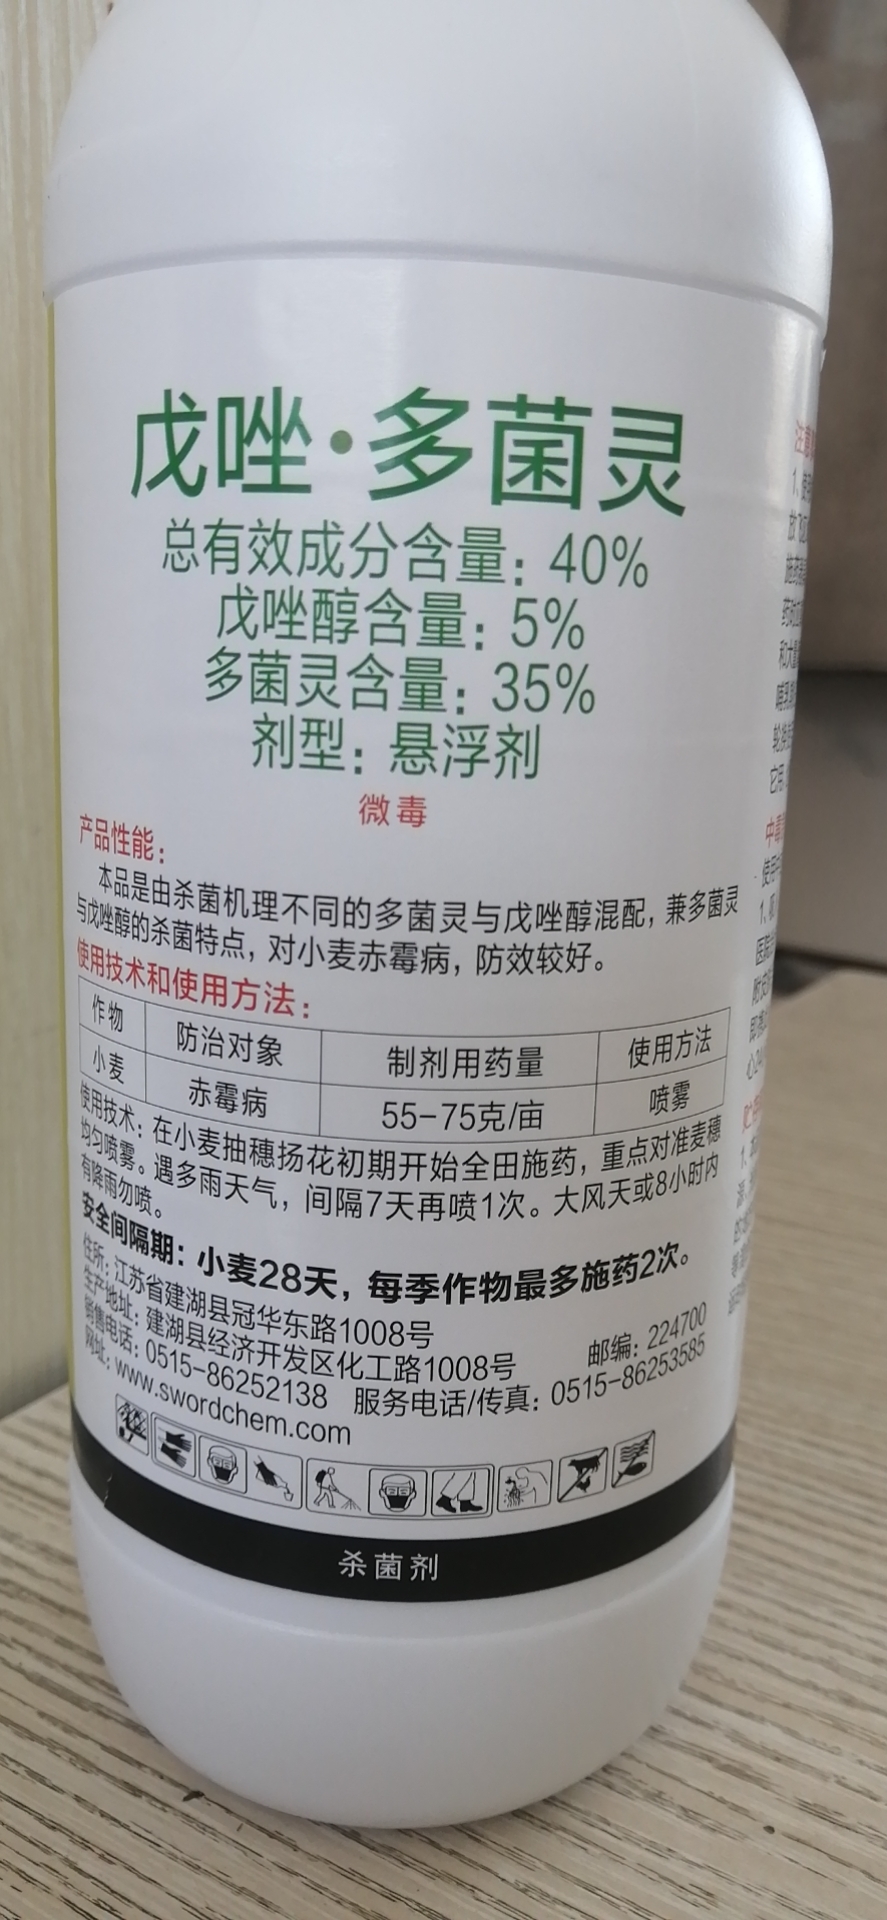 戊唑·多菌灵
总有效成分含量：40%
戊唑醇含量：5%
多菌灵含量：35%
剂型：悬浮剂
微毒
产品性能：
本品是由杀菌机理不同的多菌灵与戊唑醇混配，兼多菌灵
与戊唑醇的杀菌特点，对小麦赤霉病，防效较好。
使用技术和使用方法：
作物 防治对象 制剂用药量 使用方法
小麦 赤霉病 55-75克/亩 喷雾
使用技术：在小麦抽穗扬花初期开始全田施药，重点对准麦穗
均匀喷雾。遇多雨天气，间隔7天再喷1次。大风天或8小时内
有降雨勿喷。
安全间隔期：小麦28天，每季作物最多施药2次。
住所：江苏省建湖县冠华东路1008号
生产地址：建湖县经济开发区化工路1008号 邮编：224700
销售电话：0515-86252138 服务电话/传真：0515-86253585
网址：www.swordchem.com
杀菌剂